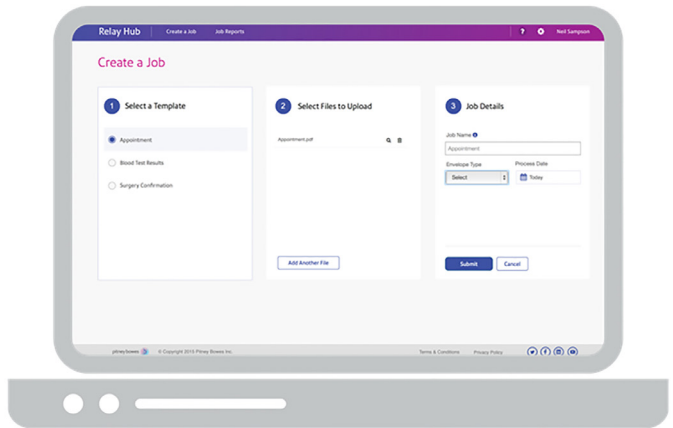 Relay Hub Create a Job Job Reports ? Neil Sampson
Create a Job
1 Select a Template
Appointment
Blood Test Results
Surgery Confirmation
2 Select Files to Upload
Appointment.pdf
Add Another File
3 Job Details
Job Name
Appointment
Envelope Type Process Date
Select Today
Submit Cancel
pitney bowes © Copyright 2015 Pitney Bowes Inc. Terms & Conditions Privacy Policy